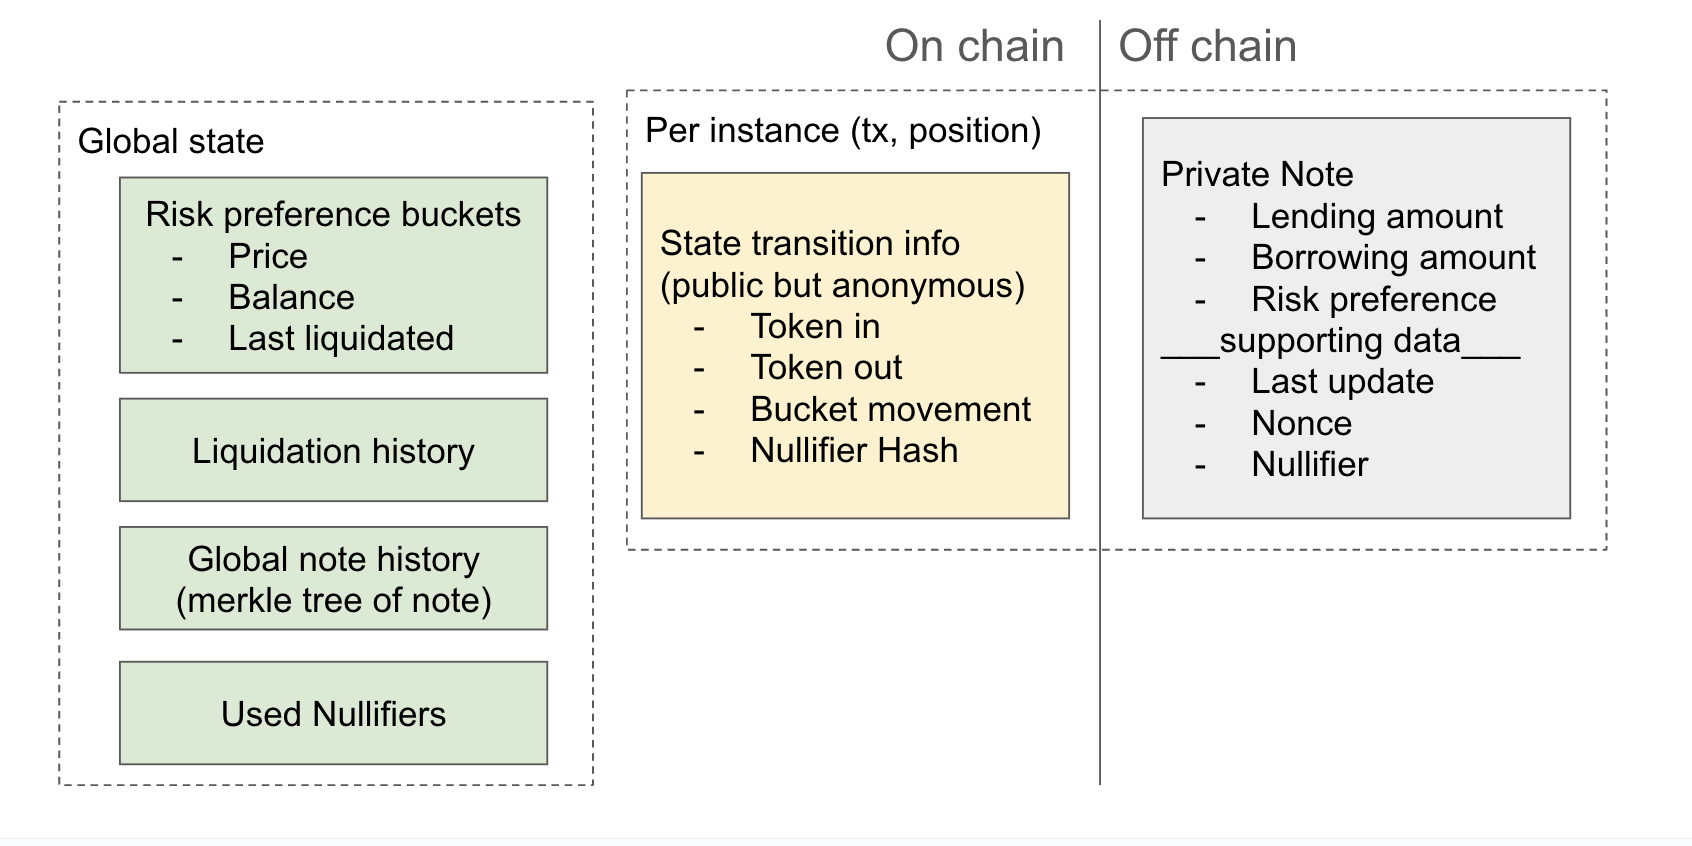 On chain
Off chain
Global state
Risk preference buckets
- Price
- Balance
- Last liquidated
Liquidation history
Global note history
(merkle tree of note)
Used Nullifiers
Per instance (tx, position)
State transition info
(public but anonymous)
- Token in
- Token out
- Bucket movement
- Nullifier Hash
Private Note
- Lending amount
- Borrowing amount
- Risk preference
___supporting data___
- Last update
- Nonce
- Nullifier